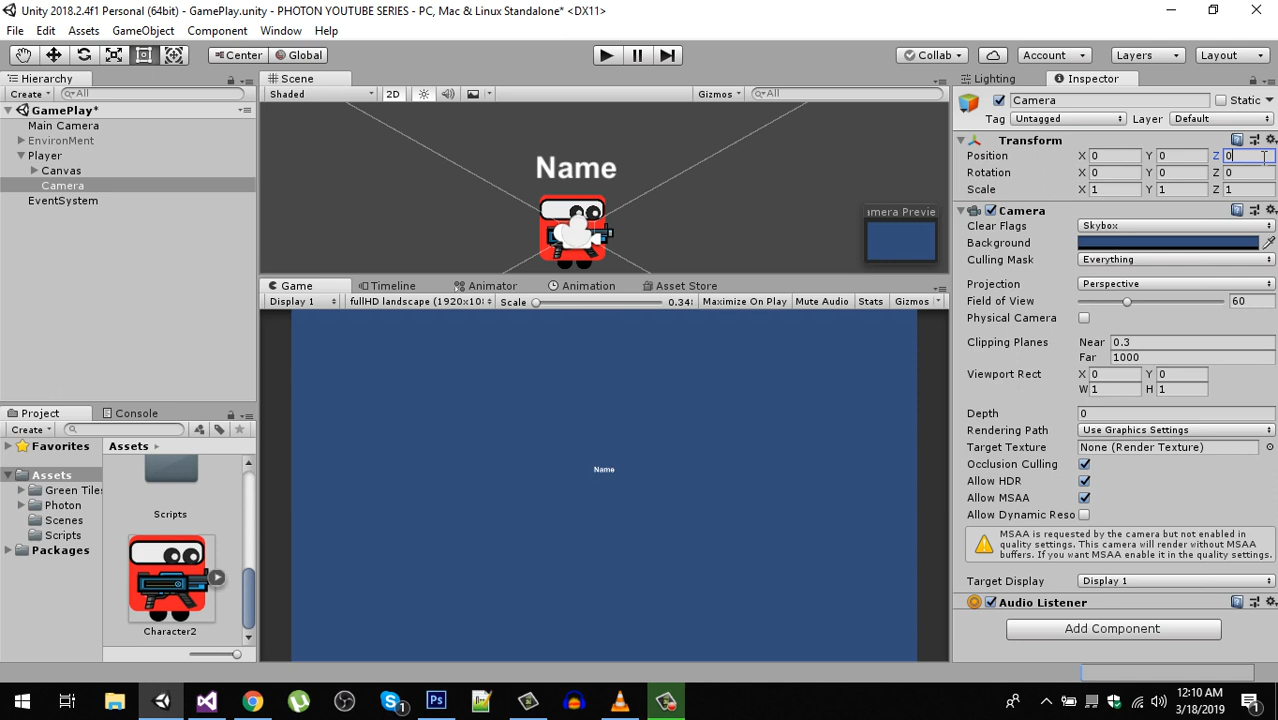 Unity 2018.2.4f1 Personal (64bit) - GamePlay.unity - PHOTON YOUTUBE SERIES - PC, Mac & Linux Standalone* <DX11>
File Edit Assets GameObject Component Window Help
Center Global Collab Account Layers Layout
Hierarchy
Create All
GamePlay*
Main Camera
EnvironMent
Player
Canvas
Camera
EventSystem
Scene
Shaded 2D Gizmos All
Name
amera Previe
Game Timeline Animator Animation Asset Store
Display 1 fullHD landscape (1920x10 Scale 0.34 Maximize On Play Mute Audio Stats Gizmos
Name
Project Console
Create
Favorites
Assets
Green Tiles
Photon
Scenes
Scripts
Packages
Assets
Scripts
Character2
Lighting Inspector
Camera Static
Tag Untagged Layer Default
Transform
Position X 0 Y 0 Z 0
Rotation X 0 Y 0 Z 0
Scale X 1 Y 1 Z 1
Camera
Clear Flags Skybox
Background
Culling Mask Everything
Projection Perspective
Field of View 60
Physical Camera
Clipping Planes Near 0.3
Far 1000
Viewport Rect X 0 Y 0
W 1 H 1
Depth 0
Rendering Path Use Graphics Settings
Target Texture None (Render Texture)
Occlusion Culling
Allow HDR
Allow MSAA
Allow Dynamic Reso
MSAA is requested by the camera but not enabled in
quality settings. This camera will render without MSAA
buffers. If you want MSAA enable it in the quality settings.
Target Display Display 1
Audio Listener
Add Component
12:10 AM
3/18/2019